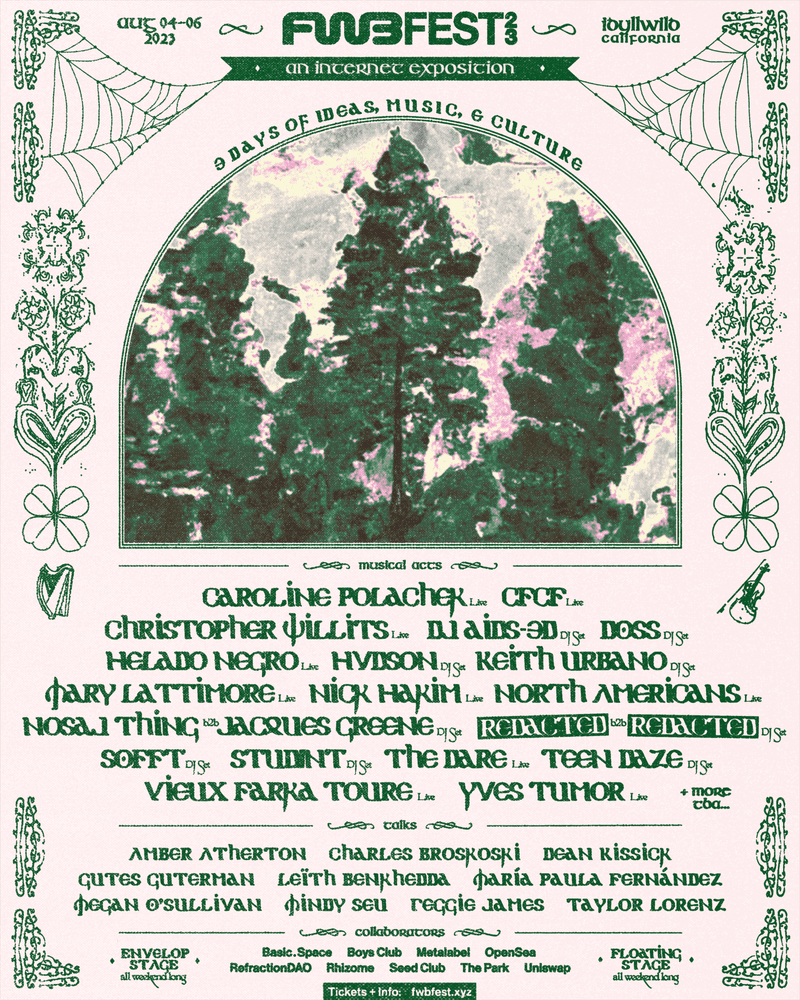 AUG 04-06
2023
FWBFEST23
idyllwild
california
an internet exposition
3 DAYS OF IDEAS, MUSIC, & CULTURE
musical acts
CAROLINE POLACHEK Live CFCF Live
CHRISTOPHER WILLITS Live DJ AIDS-3D DJ Set DOSS DJ Set
HELADO NEGRO Live HVDSON DJ Set KEITH URBANO DJ Set
MARY LATTIMORE Live NICK HAKIM Live NORTH AMERICANS Live
NOSAJ THING b2b JACQUES GREENE DJ Set REDACTED b2b REDACTED DJ Set
SOFFT DJ Set STUDNT DJ Set THE DARE Live TEEN DAZE DJ Set
VIEUX FARKA TOURE Live YVES TUMOR Live + more
tba...
talks
AMBER ATHERTON CHARLES BROSKOSKI DEAN KISSICK
GUTES GUTERMAN LEÏTH BENKHEDDA MARÍA PAULA FERNÁNDEZ
MEGAN O'SULLIVAN MINDY SEU REGGIE JAMES TAYLOR LORENZ
collaborators
ENVELOP
STAGE
all weekend long
Basic.Space Boys Club Metalabel OpenSea
RefractionDAO Rhizome Seed Club The Park Uniswap
FLOATING
STAGE
all weekend long
Tickets + Info: fwbfest.xyz